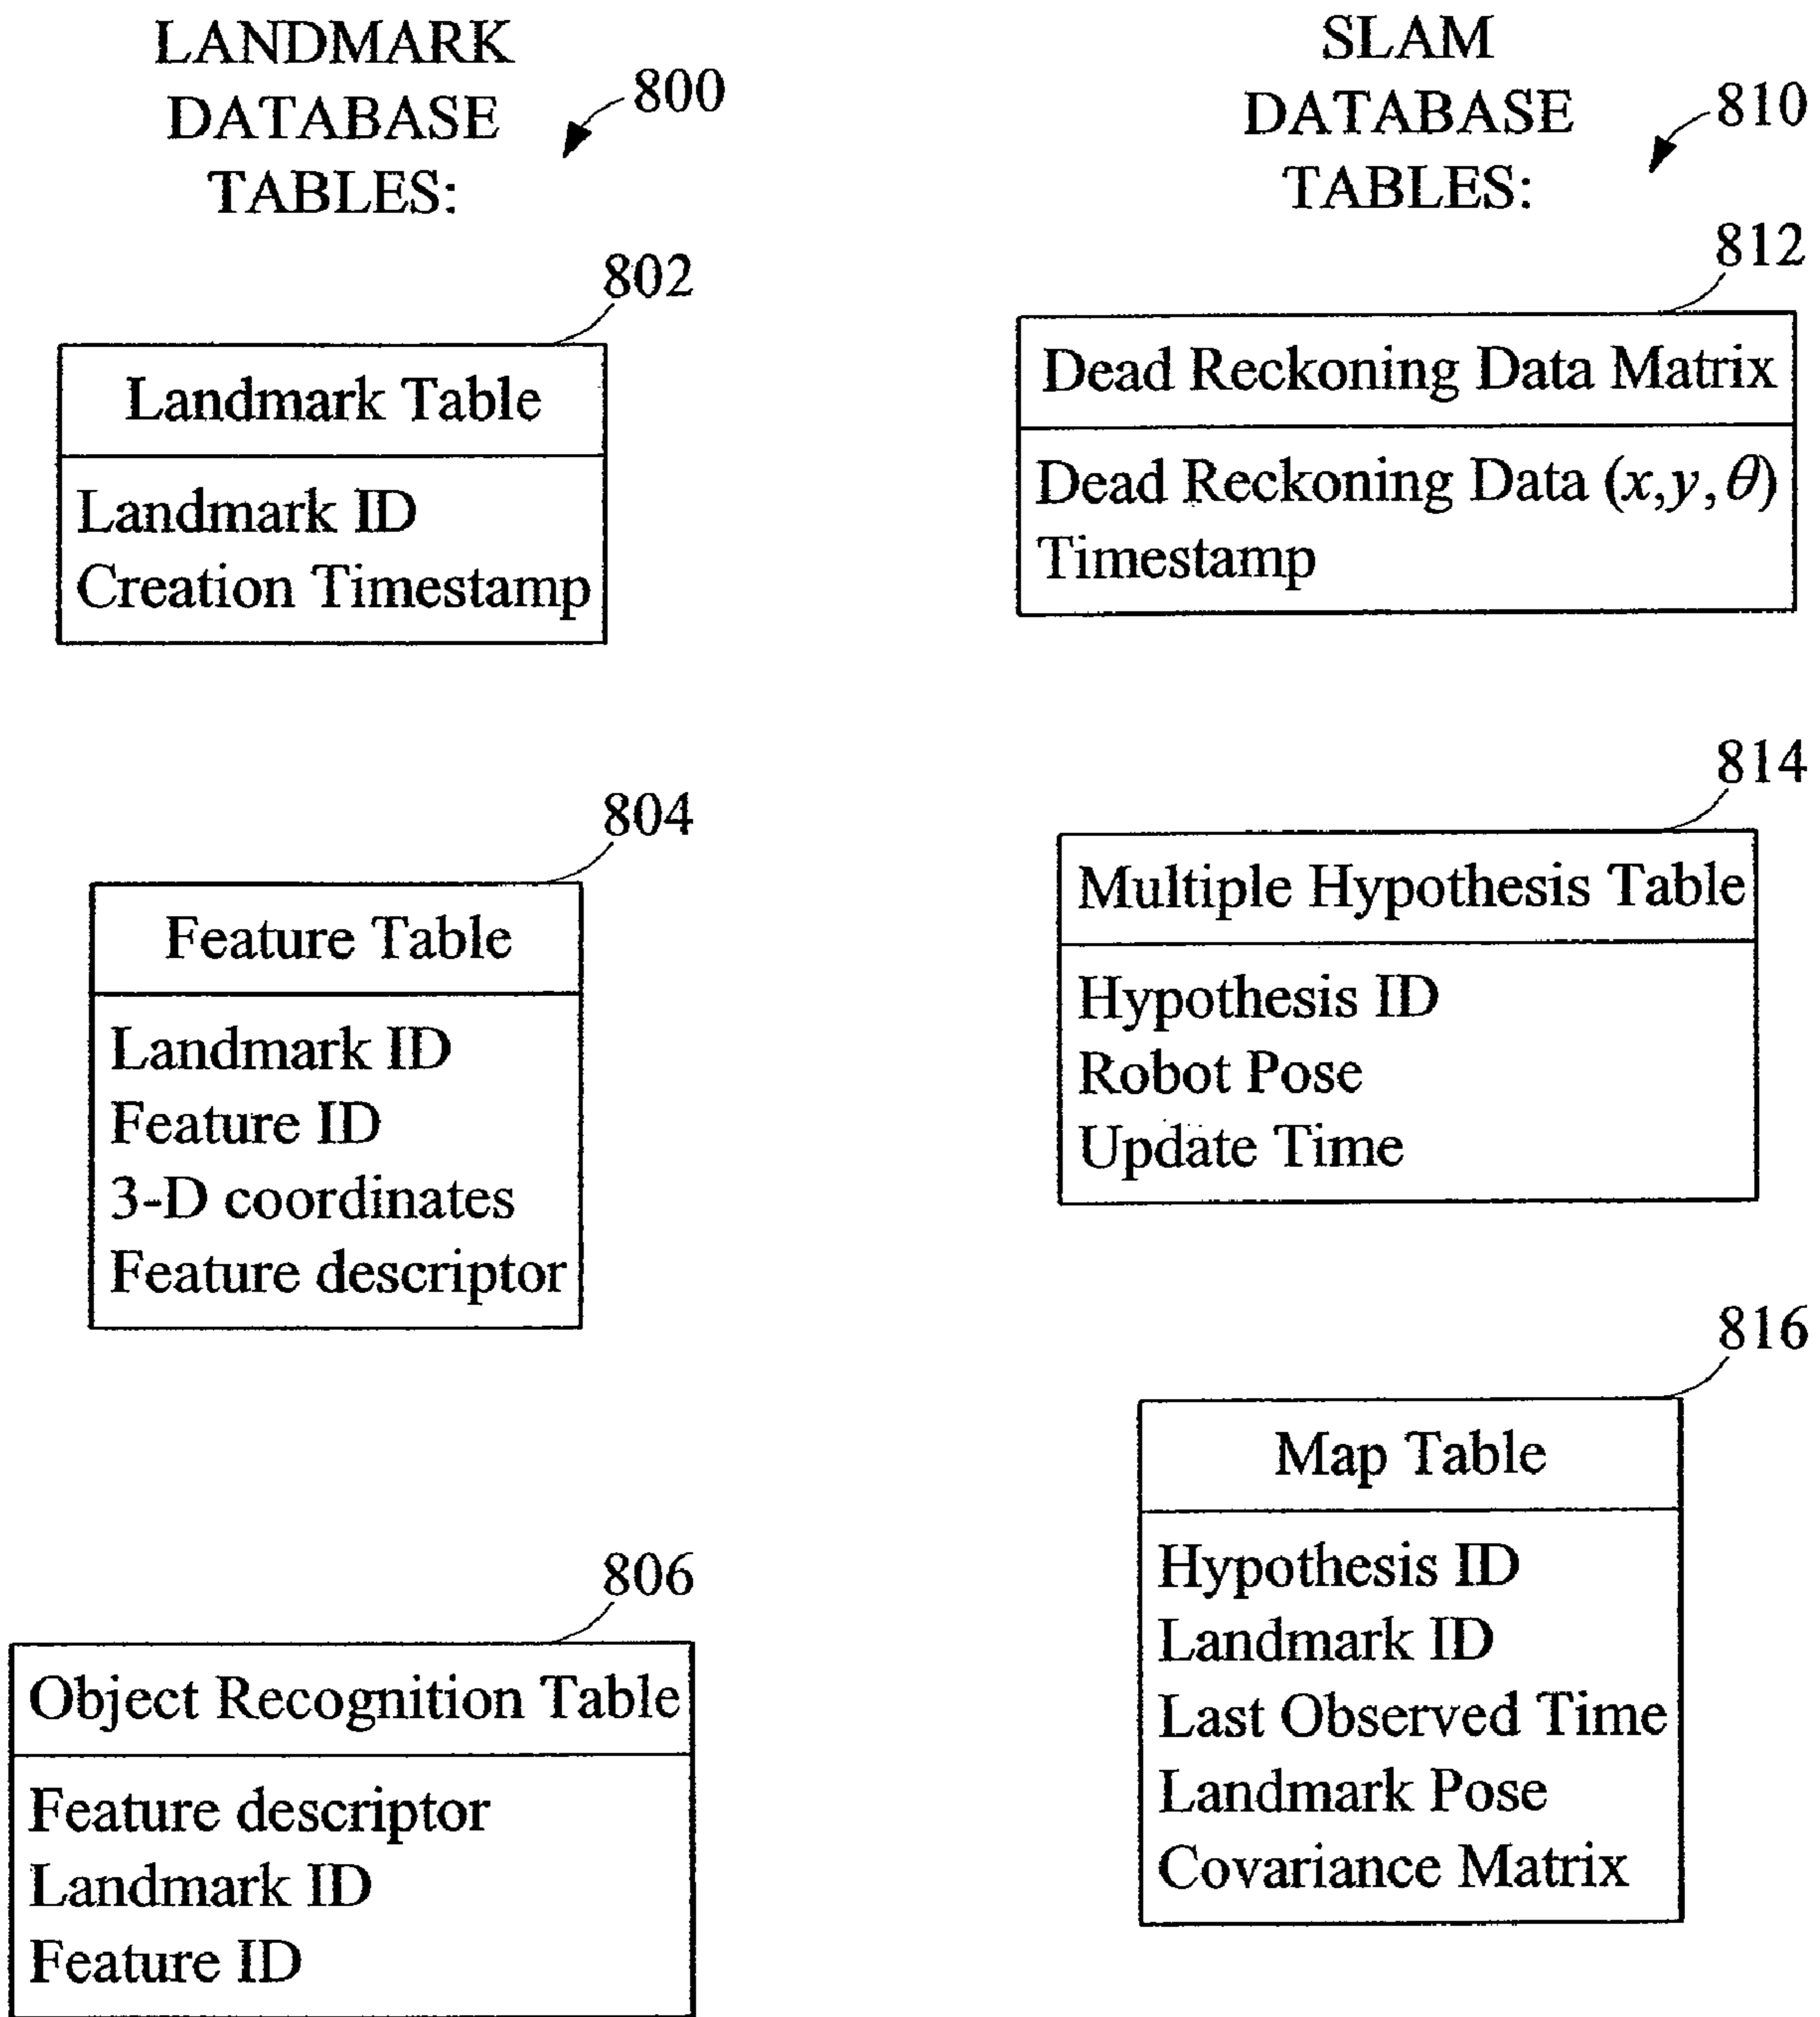 LANDMARK
DATABASE
TABLES:
800
802
Landmark Table
Landmark ID
Creation Timestamp
804
Feature Table
Landmark ID
Feature ID
3-D coordinates
Feature descriptor
806
Object Recognition Table
Feature descriptor
Landmark ID
Feature ID
SLAM
DATABASE
TABLES:
810
812
Dead Reckoning Data Matrix
Dead Reckoning Data (x,y,θ)
Timestamp
814
Multiple Hypothesis Table
Hypothesis ID
Robot Pose
Update Time
816
Map Table
Hypothesis ID
Landmark ID
Last Observed Time
Landmark Pose
Covariance Matrix